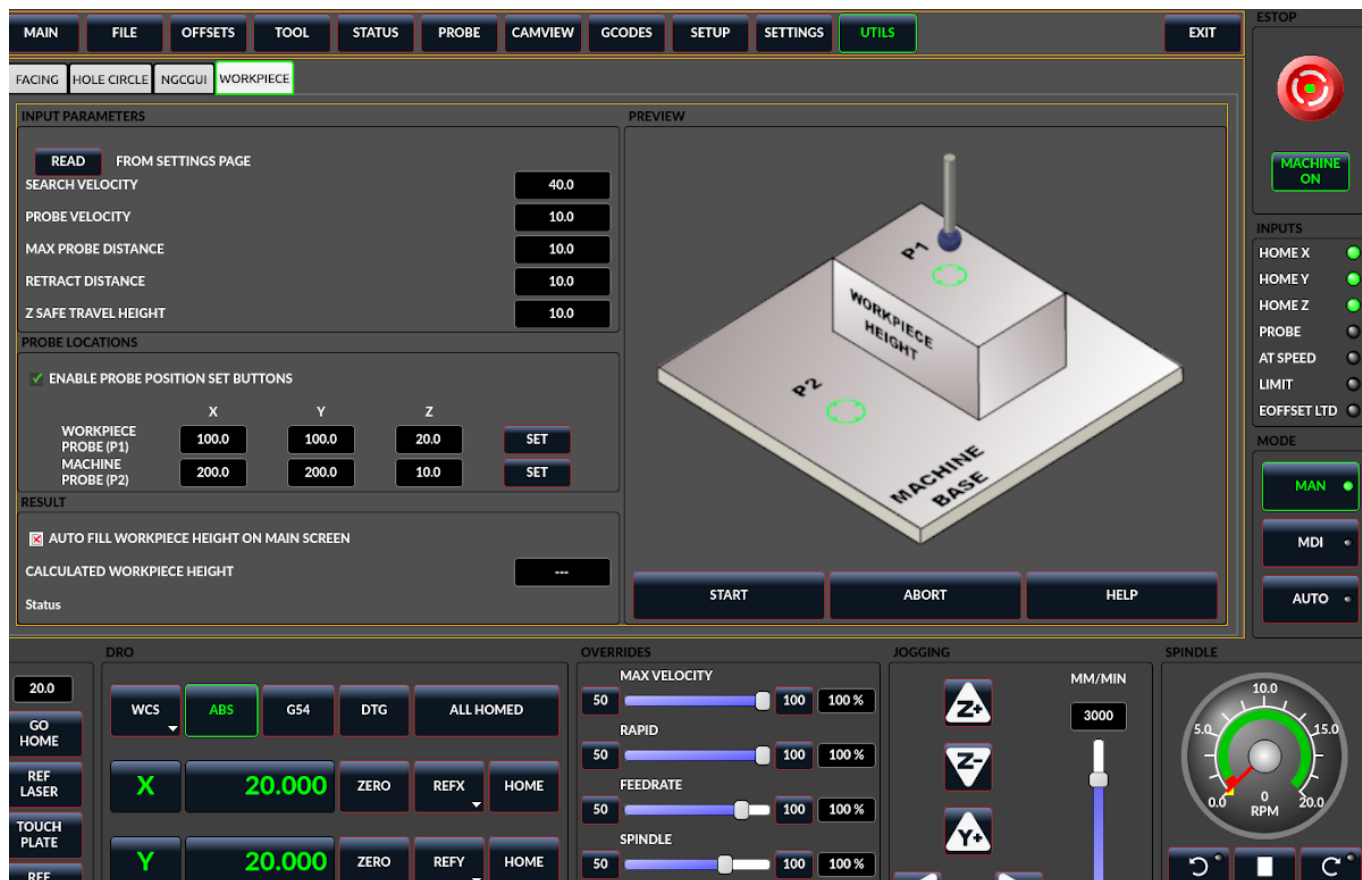 MAIN FILE OFFSETS TOOL STATUS PROBE CAMVIEW GCODES SETUP SETTINGS UTILS EXIT
ESTOP
FACING HOLE CIRCLE NGCGUI WORKPIECE
INPUT PARAMETERS
READ FROM SETTINGS PAGE
SEARCH VELOCITY 40.0
PROBE VELOCITY 10.0
MAX PROBE DISTANCE 10.0
RETRACT DISTANCE 10.0
Z SAFE TRAVEL HEIGHT 10.0
PROBE LOCATIONS
ENABLE PROBE POSITION SET BUTTONS
X Y Z
WORKPIECE
PROBE (P1) 100.0 100.0 20.0 SET
MACHINE
PROBE (P2) 200.0 200.0 10.0 SET
RESULT
AUTO FILL WORKPIECE HEIGHT ON MAIN SCREEN
CALCULATED WORKPIECE HEIGHT ---
Status
PREVIEW
P1
WORKPIECE
HEIGHT
P2
MACHINE
BASE
START ABORT HELP
MACHINE
ON
INPUTS
HOME X
HOME Y
HOME Z
PROBE
AT SPEED
LIMIT
EOFFSET LTD
MODE
MAN
MDI
AUTO
20.0
GO
HOME
REF
LASER
TOUCH
PLATE
REF
DRO
WCS ABS G54 DTG ALL HOMED
X 20.000 ZERO REFX HOME
Y 20.000 ZERO REFY HOME
OVERRIDES
MAX VELOCITY
50 100 100 %
RAPID
50 100 100 %
FEEDRATE
50 100 100 %
SPINDLE
50 100 100 %
JOGGING
MM/MIN
3000
Z+
Z-
Y+
SPINDLE
10.0
5.0 15.0
0.0 0 20.0
RPM